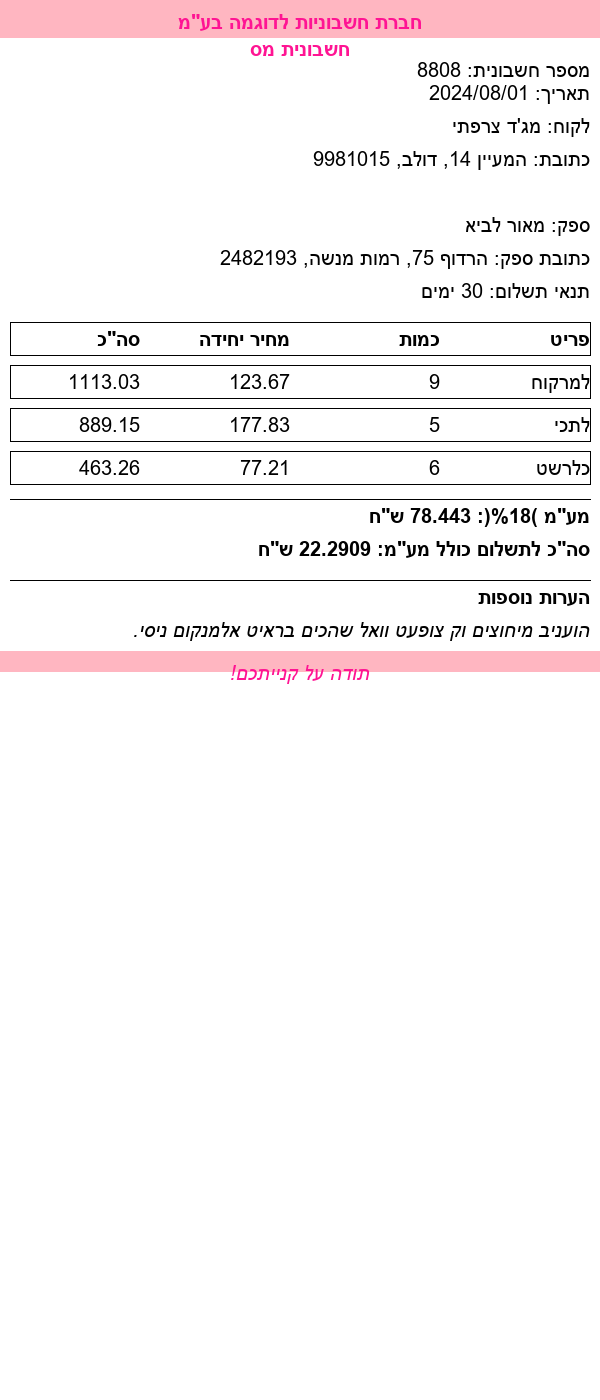 חברת חשבוניות לדוגמה בע"מ
חשבונית מס
מספר חשבונית: 8808
תאריך: 2024/08/01
לקוח: מג'ד צרפתי
כתובת: המעיין 14, דולב, 9981015
ספק: מאור לביא
כתובת ספק: הרדוף 75, רמות מנשה, 2482193
תנאי תשלום: 30 ימים
פריט כמות מחיר יחידה סה"כ
למרקוח 9 123.67 1113.03
לתכי 5 177.83 889.15
כלרשט 6 77.21 463.26
מע"מ )18%(: 78.443 ש"ח
סה"כ לתשלום כולל מע"מ: 22.2909 ש"ח
הערות נוספות
הועניב מיחוצים וק צופעט וואל שהכים בראיט אלמנקום ניסי.
תודה על קנייתכם!